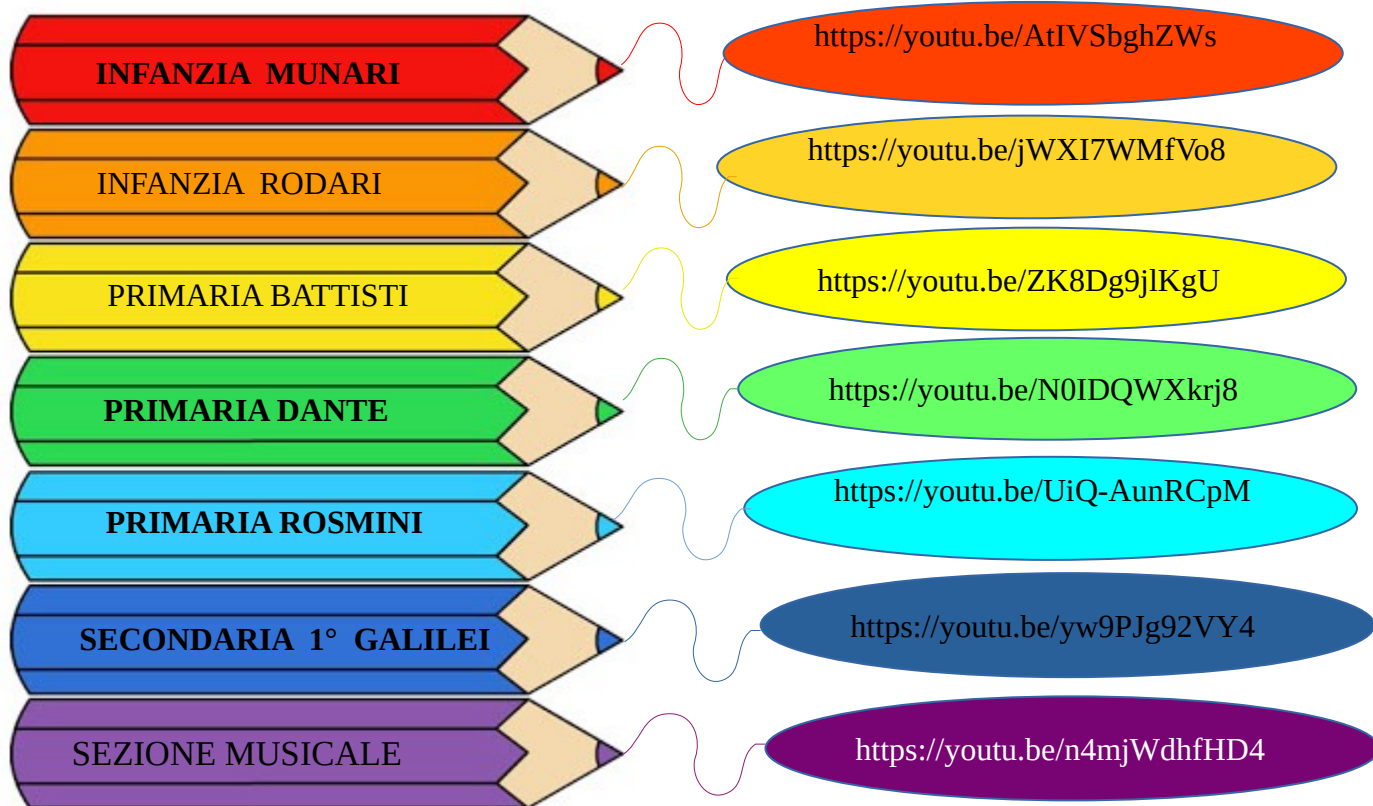 INFANZIA MUNARI
https://youtu.be/AtIVSbghZWs
INFANZIA RODARI
https://youtu.be/jWXI7WMfVo8
PRIMARIA BATTISTI
https://youtu.be/ZK8Dg9jlKgU
PRIMARIA DANTE
https://youtu.be/N0IDQWXkrj8
PRIMARIA ROSMINI
https://youtu.be/UiQ-AunRCpM
SECONDARIA 1° GALILEI
https://youtu.be/yw9PJg92VY4
SEZIONE MUSICALE
https://youtu.be/n4mjWdhfHD4